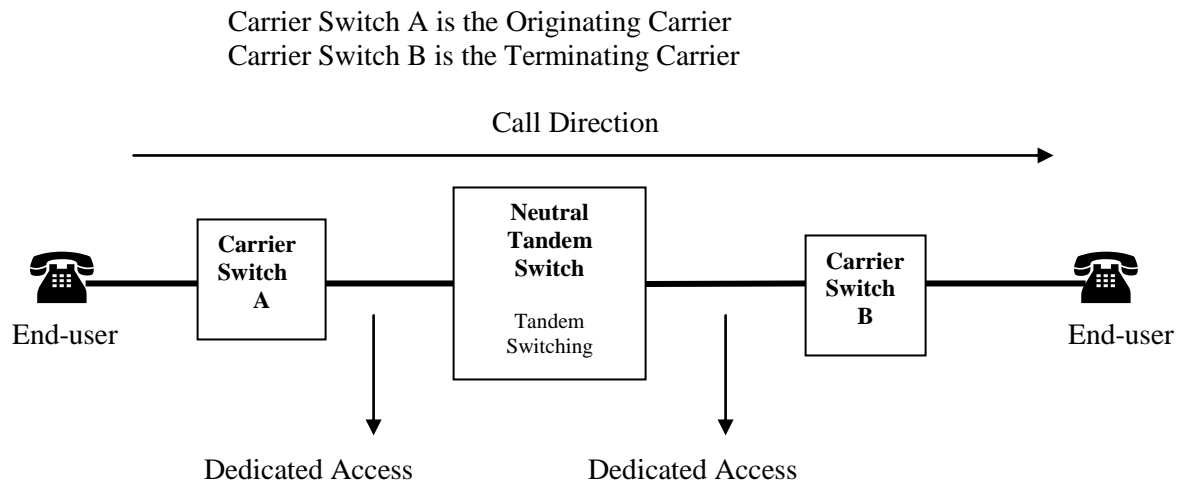 Carrier Switch A is the Originating Carrier
Carrier Switch B is the Terminating Carrier
Call Direction
Carrier
Switch
A
Neutral
Tandem
Switch
Tandem
Switching
Carrier
Switch
B
End-user
End-user
Dedicated Access
Dedicated Access